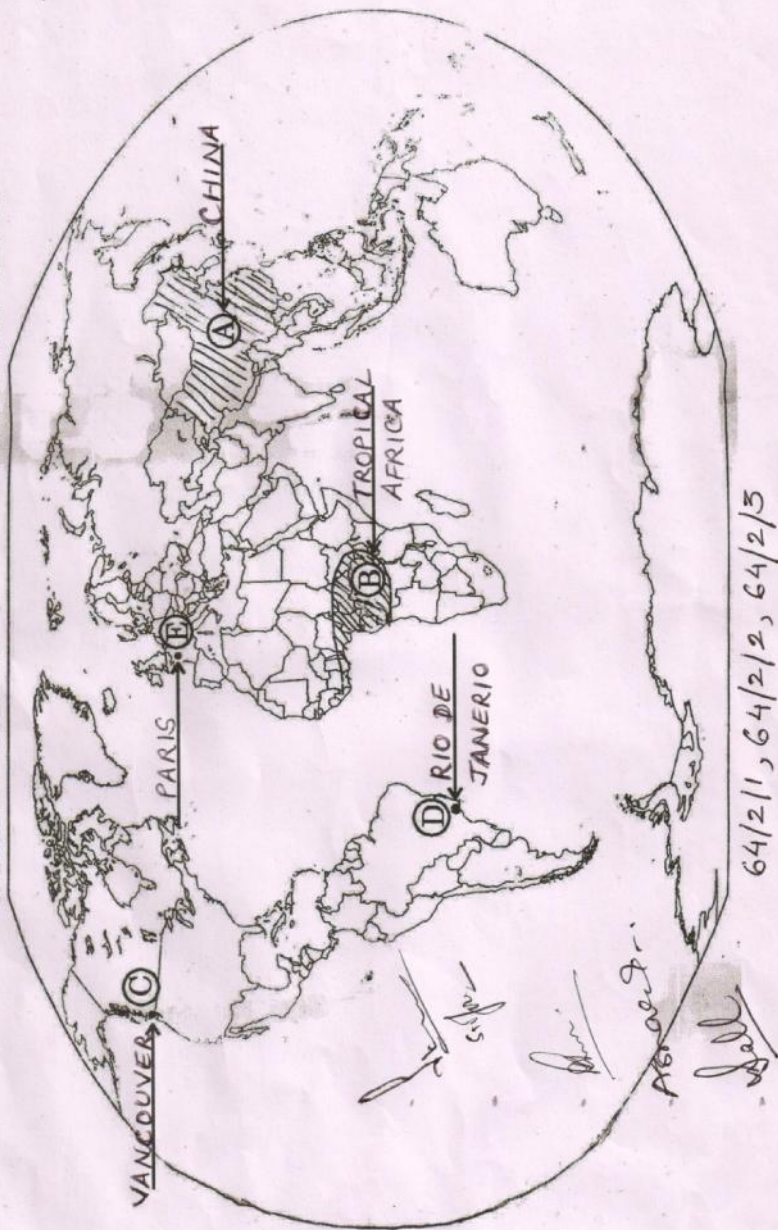 CHINA
A
TROPICAL
AFRICA
B
PARIS
E
RIO DE
JANERIO
D
VANCOUVER
C
64/2/1, 64/2/2, 64/2/3